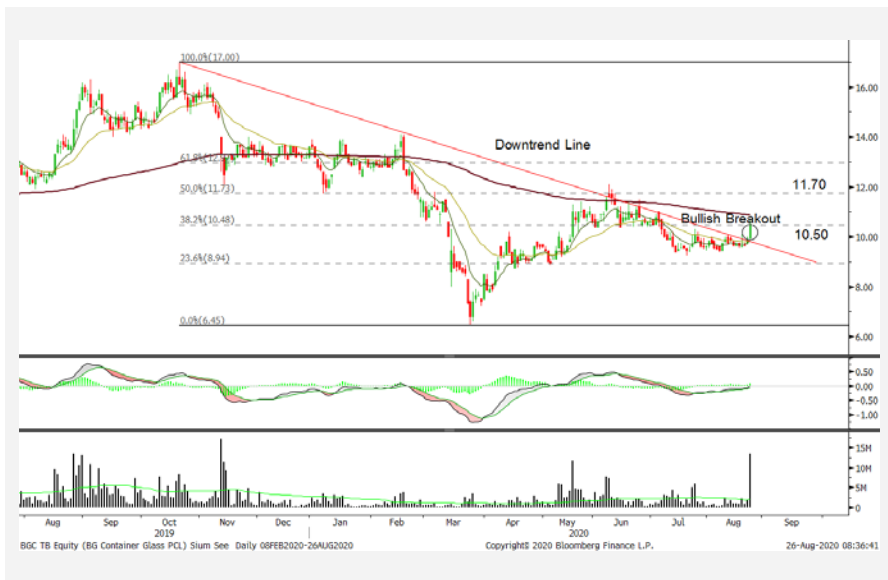 100.0%(17.00)
16.00
14.00
Downtrend Line
50.0%(11.73)
11.70
12.00
Bullish Breakout
38.2%(10.48)
10.50
10.00
23.6%(8.94)
8.00
0.0%(6.45)
6.00
0.50
0.00
-0.50
-1.00
15M
10M
5M
0
Aug Sep Oct Nov Dec Jan Feb Mar Apr May Jun Jul Aug Sep
2019 2020
BGC TB Equity (BG Container Glass PCL) Sium See Daily 08FEB2020-26AUG2020 Copyright© 2020 Bloomberg Finance L.P. 26-Aug-2020 08:36:41